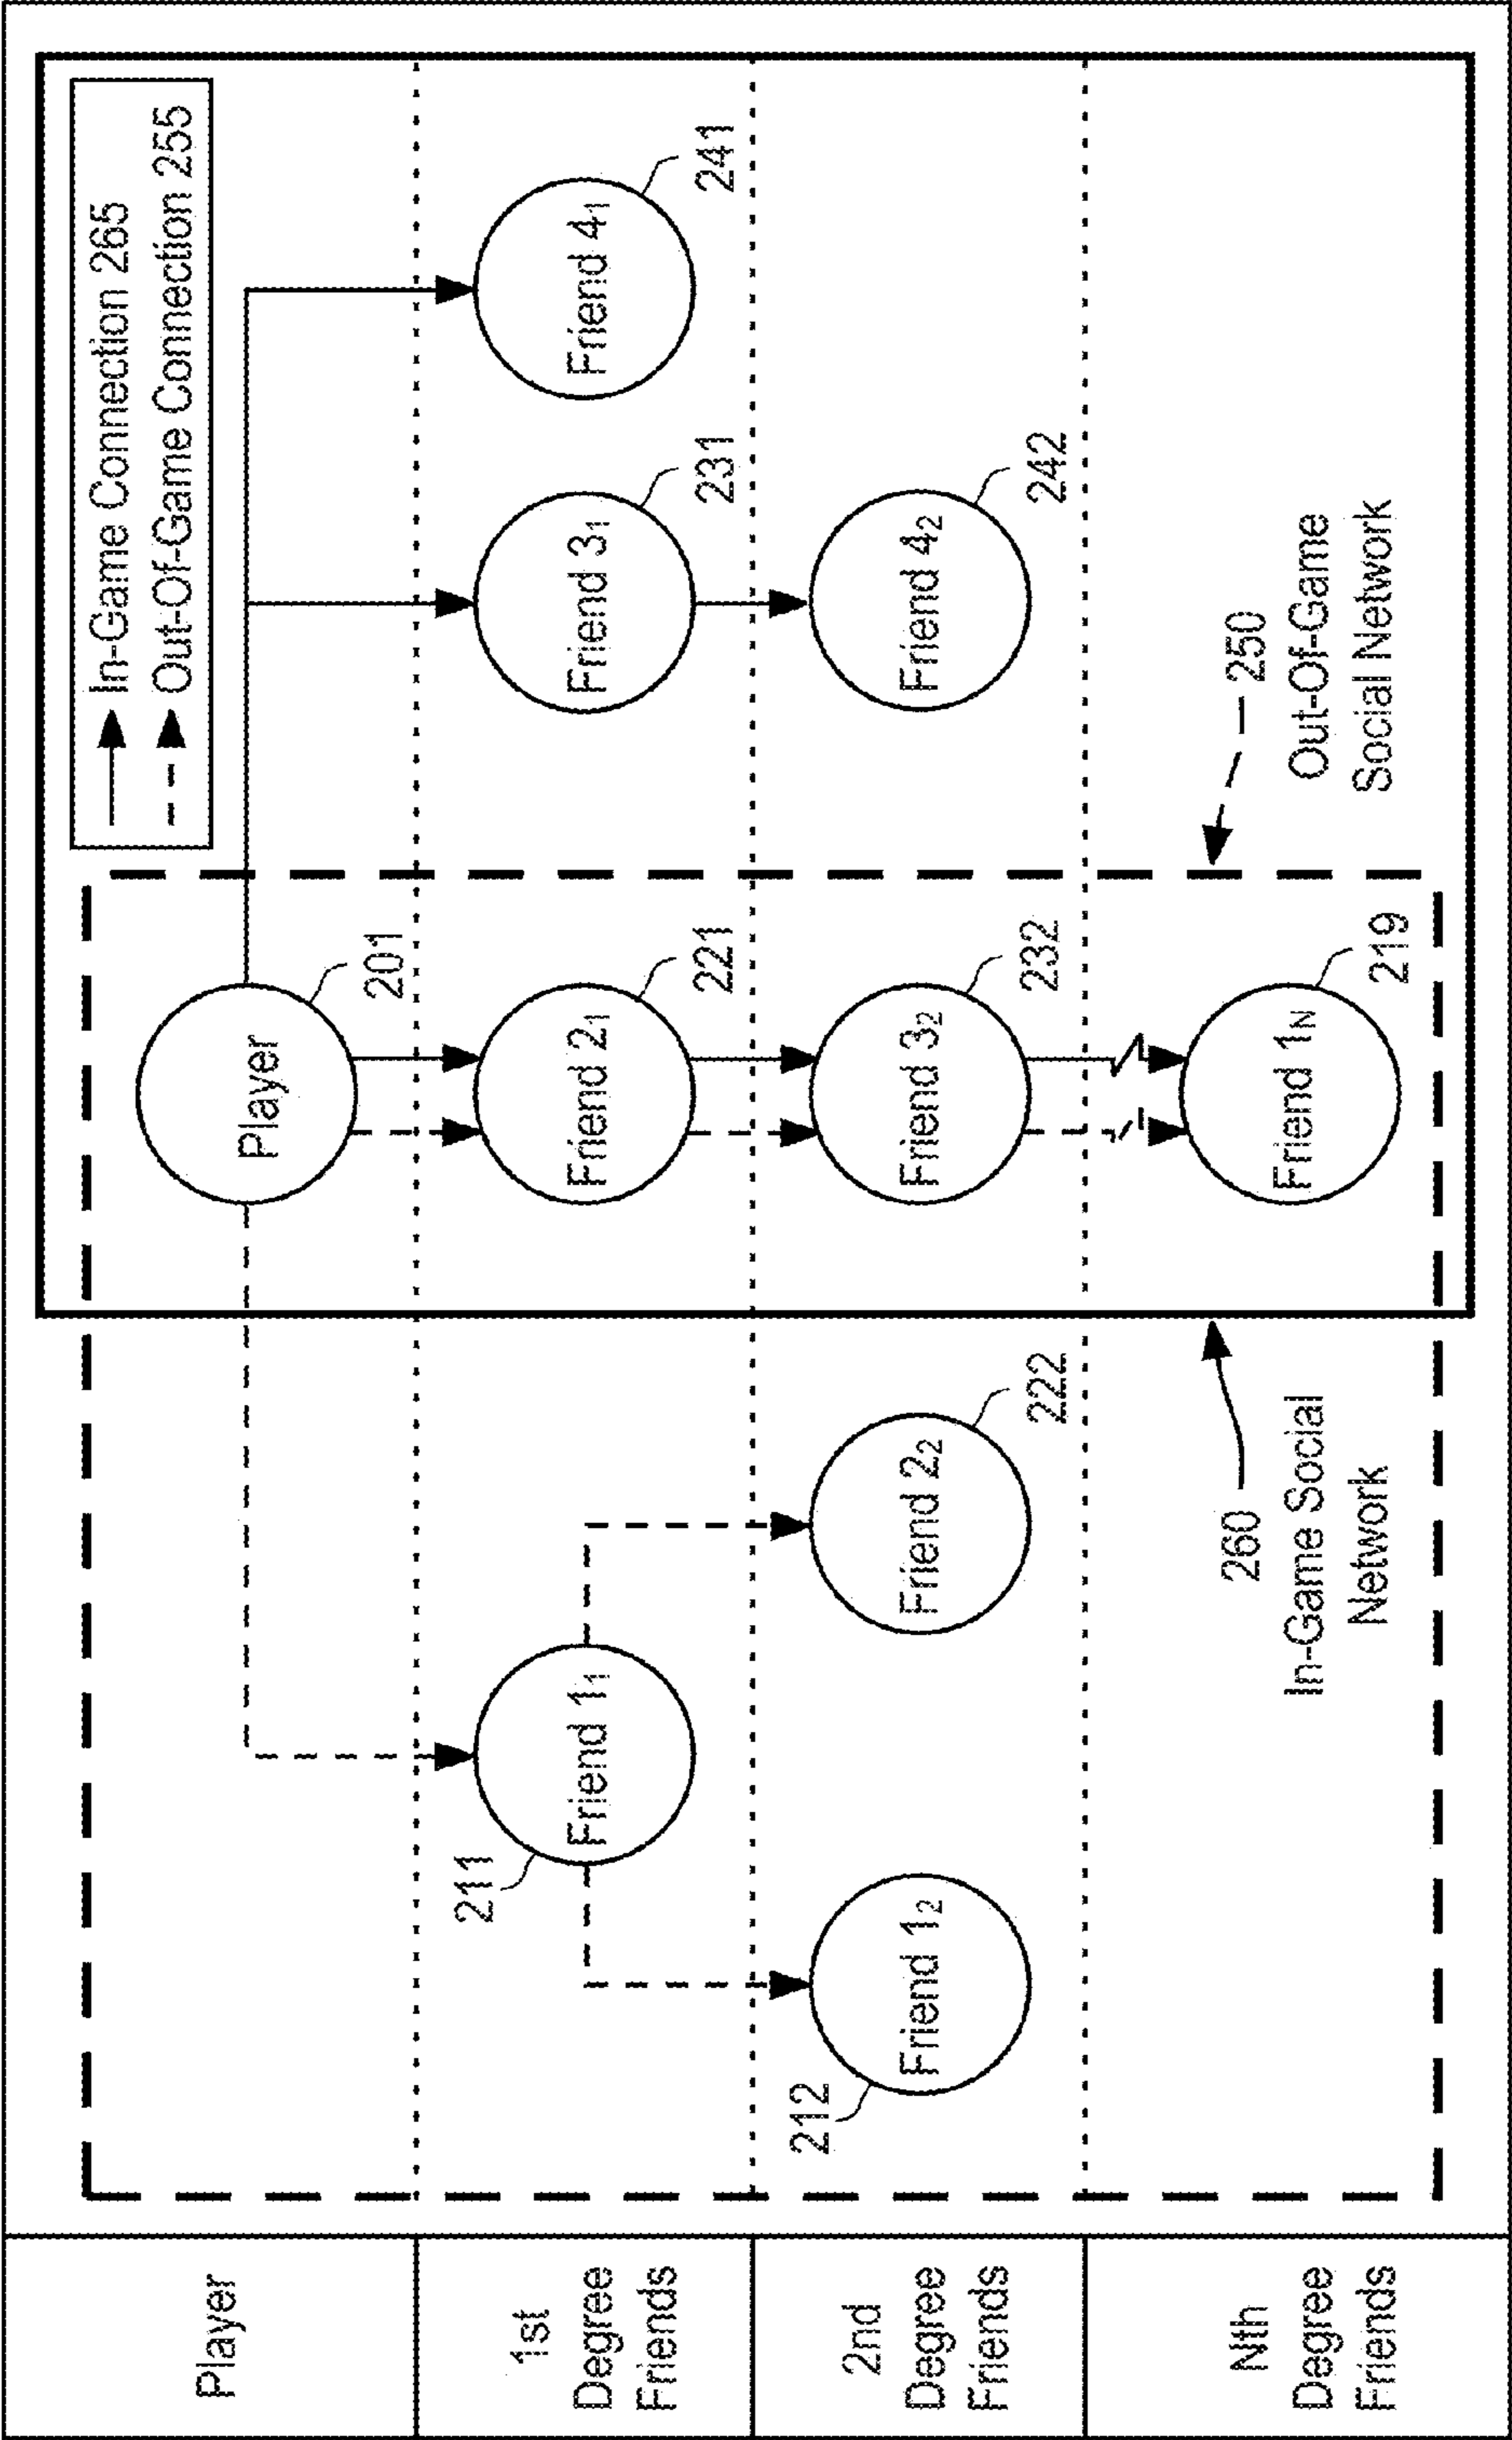 Player
1st
Degree
Friends
2nd
Degree
Friends
Nth
Degree
Friends
In-Game Connection 265
Out-Of-Game Connection 255
Player
201
Friend 1₁
211
Friend 2₁
221
Friend 3₁
231
Friend 4₁
241
Friend 1₂
212
Friend 2₂
222
Friend 3₂
232
Friend 4₂
242
Friend 1N
219
260
In-Game Social
Network
250
Out-Of-Game
Social Network